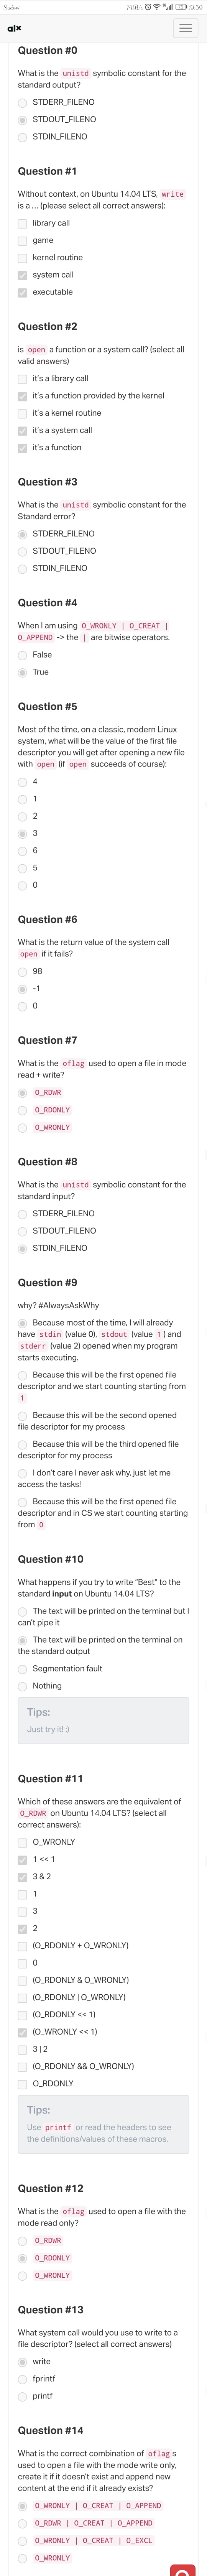 19:39
alx
Question #0
What is the unistd symbolic constant for the
standard output?
STDERR_FILENO
STDOUT_FILENO
STDIN_FILENO
Question #1
Without context, on Ubuntu 14.04 LTS, write
is a … (please select all correct answers):
library call
game
kernel routine
system call
executable
Question #2
is open a function or a system call? (select all
valid answers)
it's a library call
it's a function provided by the kernel
it's a kernel routine
it's a system call
it's a function
Question #3
What is the unistd symbolic constant for the
Standard error?
STDERR_FILENO
STDOUT_FILENO
STDIN_FILENO
Question #4
When I am using O_WRONLY | O_CREAT |
O_APPEND -> the | are bitwise operators.
False
True
Question #5
Most of the time, on a classic, modern Linux
system, what will be the value of the first file
descriptor you will get after opening a new file
with open (if open succeeds of course):
4
1
2
3
6
5
0
Question #6
What is the return value of the system call
open if it fails?
98
-1
0
Question #7
What is the oflag used to open a file in mode
read + write?
O_RDWR
O_RDONLY
O_WRONLY
Question #8
What is the unistd symbolic constant for the
standard input?
STDERR_FILENO
STDOUT_FILENO
STDIN_FILENO
Question #9
why? #AlwaysAskWhy
Because most of the time, I will already
have stdin (value 0), stdout (value 1) and
stderr (value 2) opened when my program
starts executing.
Because this will be the first opened file
descriptor and we start counting starting from
1
Because this will be the second opened
file descriptor for my process
Because this will be the third opened file
descriptor for my process
I don't care I never ask why, just let me
access the tasks!
Because this will be the first opened file
descriptor and in CS we start counting starting
from 0
Question #10
What happens if you try to write "Best" to the
standard input on Ubuntu 14.04 LTS?
The text will be printed on the terminal but I
can't pipe it
The text will be printed on the terminal on
the standard output
Segmentation fault
Nothing
Tips:
Just try it! :)
Question #11
Which of these answers are the equivalent of
O_RDWR on Ubuntu 14.04 LTS? (select all
correct answers):
O_WRONLY
1 << 1
3 & 2
1
3
2
(O_RDONLY + O_WRONLY)
0
(O_RDONLY & O_WRONLY)
(O_RDONLY | O_WRONLY)
(O_RDONLY << 1)
(O_WRONLY << 1)
3 | 2
(O_RDONLY && O_WRONLY)
O_RDONLY
Tips:
Use printf or read the headers to see
the definitions/values of these macros.
Question #12
What is the oflag used to open a file with the
mode read only?
O_RDWR
O_RDONLY
O_WRONLY
Question #13
What system call would you use to write to a
file descriptor? (select all correct answers)
write
fprintf
printf
Question #14
What is the correct combination of oflag s
used to open a file with the mode write only,
create it if it doesn't exist and append new
content at the end if it already exists?
O_WRONLY | O_CREAT | O_APPEND
O_RDWR | O_CREAT | O_APPEND
O_WRONLY | O_CREAT | O_EXCL
O_WRONLY